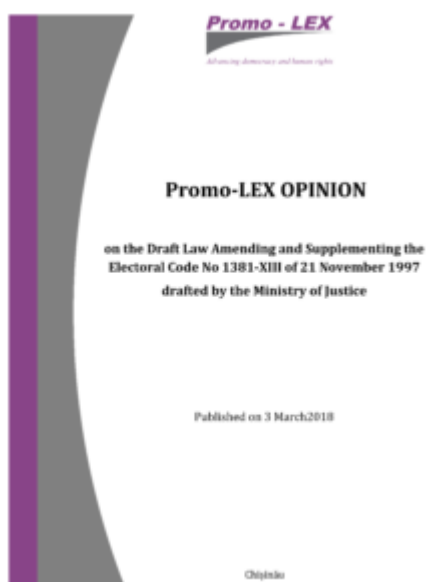 Promo - LEX
Advancing democracy and human rights
Promo-LEX OPINION
on the Draft Law Amending and Supplementing the
Electoral Code No 1381-XIII of 21 November 1997
drafted by the Ministry of Justice
Published on 3 March2018
Chișinău